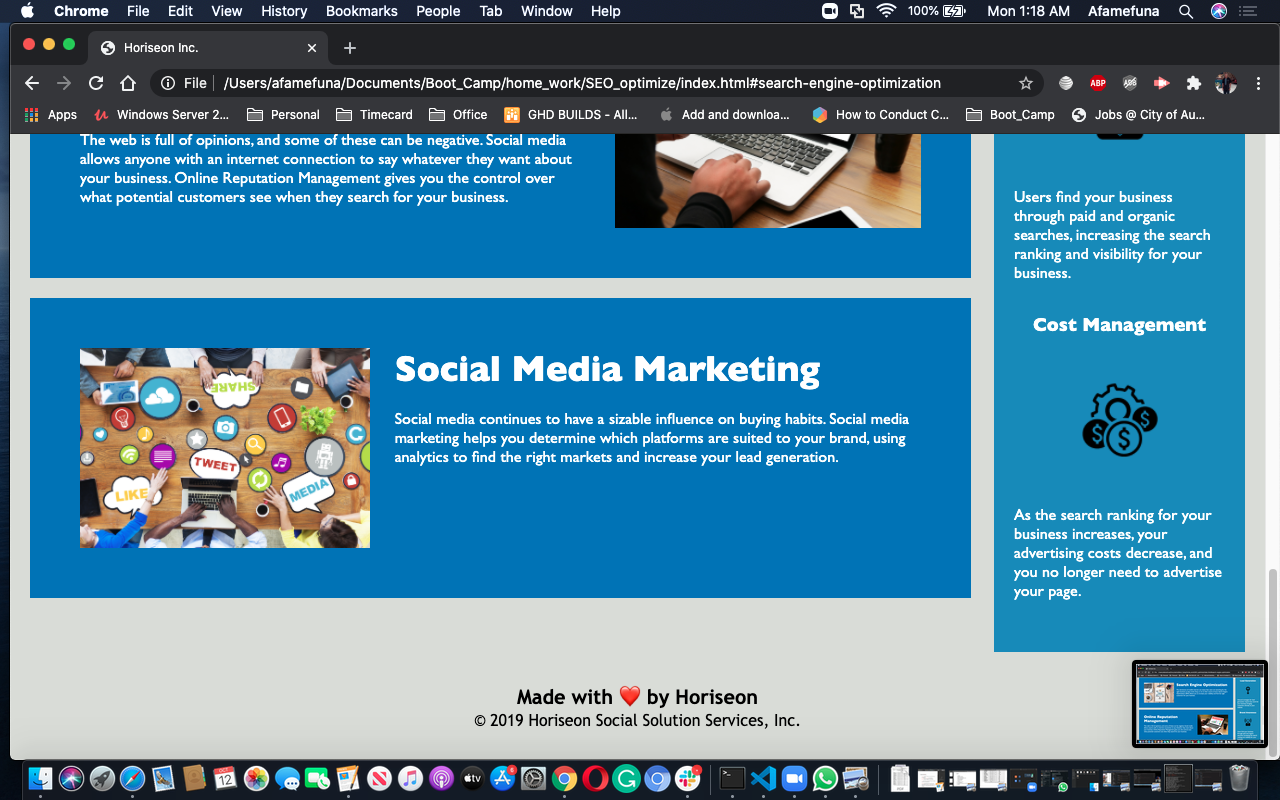 Chrome File Edit View History Bookmarks People Tab Window Help 100% Mon 1:18 AM Afamefuna
Horiseon Inc.
File /Users/afamefuna/Documents/Boot_Camp/home_work/SEO_optimize/index.html#search-engine-optimization ABP
Apps Windows Server 2... Personal Timecard Office GHD BUILDS - All... Add and downloa... How to Conduct C... Boot_Camp Jobs @ City of Au...
The web is full of opinions, and some of these can be negative. Social media
allows anyone with an internet connection to say whatever they want about
your business. Online Reputation Management gives you the control over
what potential customers see when they search for your business.
Social Media Marketing
Social media continues to have a sizable influence on buying habits. Social media
marketing helps you determine which platforms are suited to your brand, using
analytics to find the right markets and increase your lead generation.
SHARE
TWEET
LIKE
MEDIA
Users find your business
through paid and organic
searches, increasing the search
ranking and visibility for your
business.
Cost Management
As the search ranking for your
business increases, your
advertising costs decrease, and
you no longer need to advertise
your page.
Made with ❤️ by Horiseon
© 2019 Horiseon Social Solution Services, Inc.
Search Engine Optimization
Online Reputation
Management
OCT
12
tv